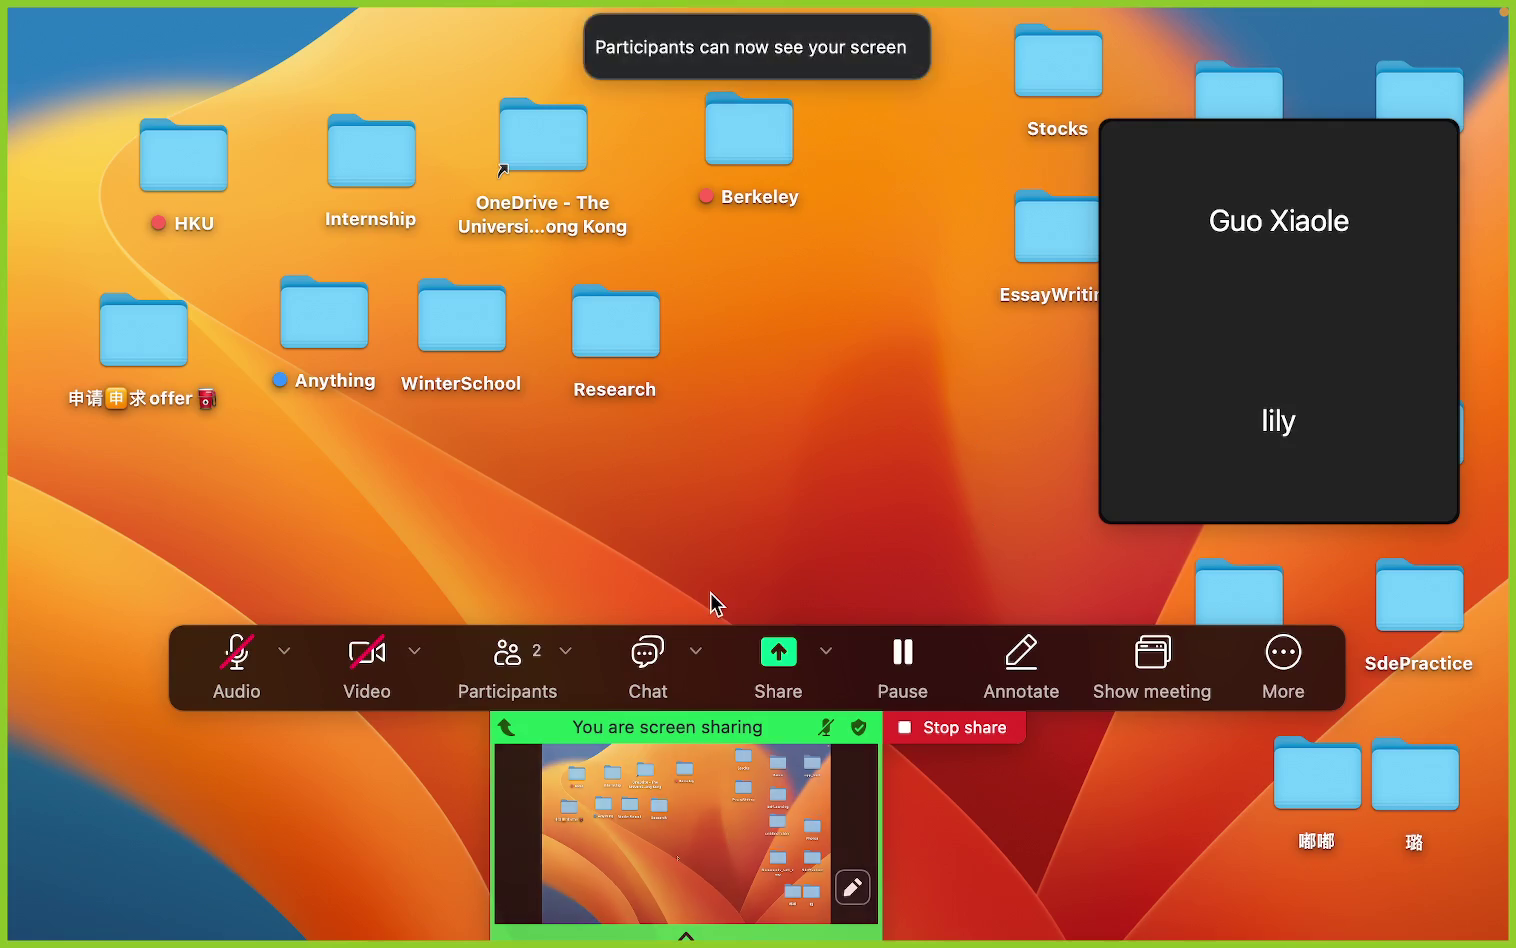 Participants can now see your screen
Stocks
HKU
Internship
OneDrive - The
Universi...ong Kong
Berkeley
Guo Xiaole
EssayWritin
申请🈸求offer⛽
Anything
WinterSchool
Research
lily
2
Audio
Video
Participants
Chat
Share
Pause
Annotate
Show meeting
More
SdePractice
You are screen sharing
Stop share
嘟嘟
璐